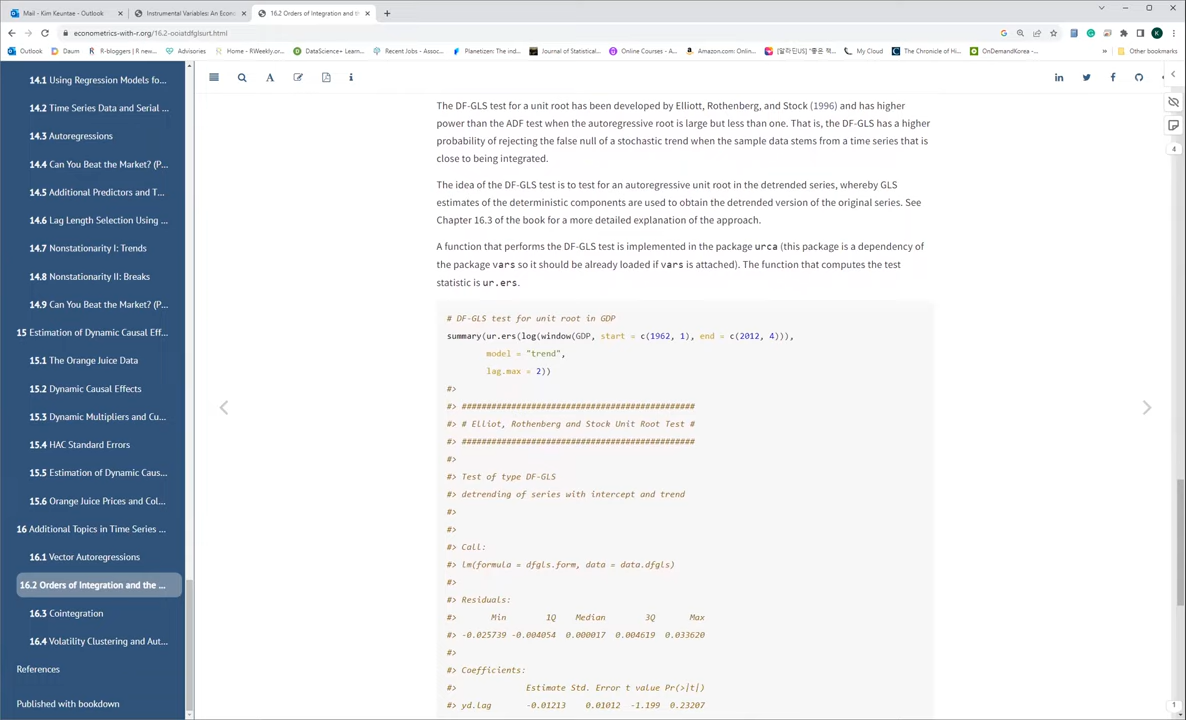 Mail - Kim Keuntae - Outlook
Instrumental Variables: An Econo
16.2 Orders of Integration and th
econometrics-with-r.org/16.2-ooiatdfglsurt.html
K
Outlook
Daum
R-bloggers | R new...
Advisories
Home - RWeekly.or...
DataScience+ Learn...
Recent Jobs - Assoc...
Planetizen: The ind...
Journal of Statistical...
Online Courses - A...
Amazon.com: Onlin...
[알라딘US] "좋은 책...
My Cloud
The Chronicle of Hi...
OnDemandKorea
»
Other bookmarks
14.1 Using Regression Models fo...
14.2 Time Series Data and Serial ...
14.3 Autoregressions
14.4 Can You Beat the Market? (P...
14.5 Additional Predictors and T...
14.6 Lag Length Selection Using ...
14.7 Nonstationarity I: Trends
14.8 Nonstationarity II: Breaks
14.9 Can You Beat the Market? (P...
15 Estimation of Dynamic Causal Eff...
15.1 The Orange Juice Data
15.2 Dynamic Causal Effects
15.3 Dynamic Multipliers and Cu...
15.4 HAC Standard Errors
15.5 Estimation of Dynamic Caus...
15.6 Orange Juice Prices and Col...
16 Additional Topics in Time Series ...
16.1 Vector Autoregressions
16.2 Orders of Integration and the ...
16.3 Cointegration
16.4 Volatility Clustering and Aut...
References
Published with bookdown
The DF-GLS test for a unit root has been developed by Elliott, Rothenberg, and Stock (1996) and has higher
power than the ADF test when the autoregressive root is large but less than one. That is, the DF-GLS has a higher
probability of rejecting the false null of a stochastic trend when the sample data stems from a time series that is
close to being integrated.
The idea of the DF-GLS test is to test for an autoregressive unit root in the detrended series, whereby GLS
estimates of the deterministic components are used to obtain the detrended version of the original series. See
Chapter 16.3 of the book for a more detailed explanation of the approach.
A function that performs the DF-GLS test is implemented in the package urca (this package is a dependency of
the package vars so it should be already loaded if vars is attached). The function that computes the test
statistic is ur.ers.
# DF-GLS test for unit root in GDP
summary(ur.ers(log(window(GDP, start = c(1962, 1), end = c(2012, 4))),
model = "trend",
lag.max = 2))
#>
#> ###############################################
#> # Elliot, Rothenberg and Stock Unit Root Test #
#> ###############################################
#>
#> Test of type DF-GLS
#> detrending of series with intercept and trend
#>
#>
#> Call:
#> lm(formula = dfgls.form, data = data.dfgls)
#>
#> Residuals:
#> Min 1Q Median 3Q Max
#> -0.025739 -0.004054 0.000017 0.004619 0.033620
#>
#> Coefficients:
#> Estimate Std. Error t value Pr(>|t|)
#> yd.lag -0.01213 0.01012 -1.199 0.23207
4
1